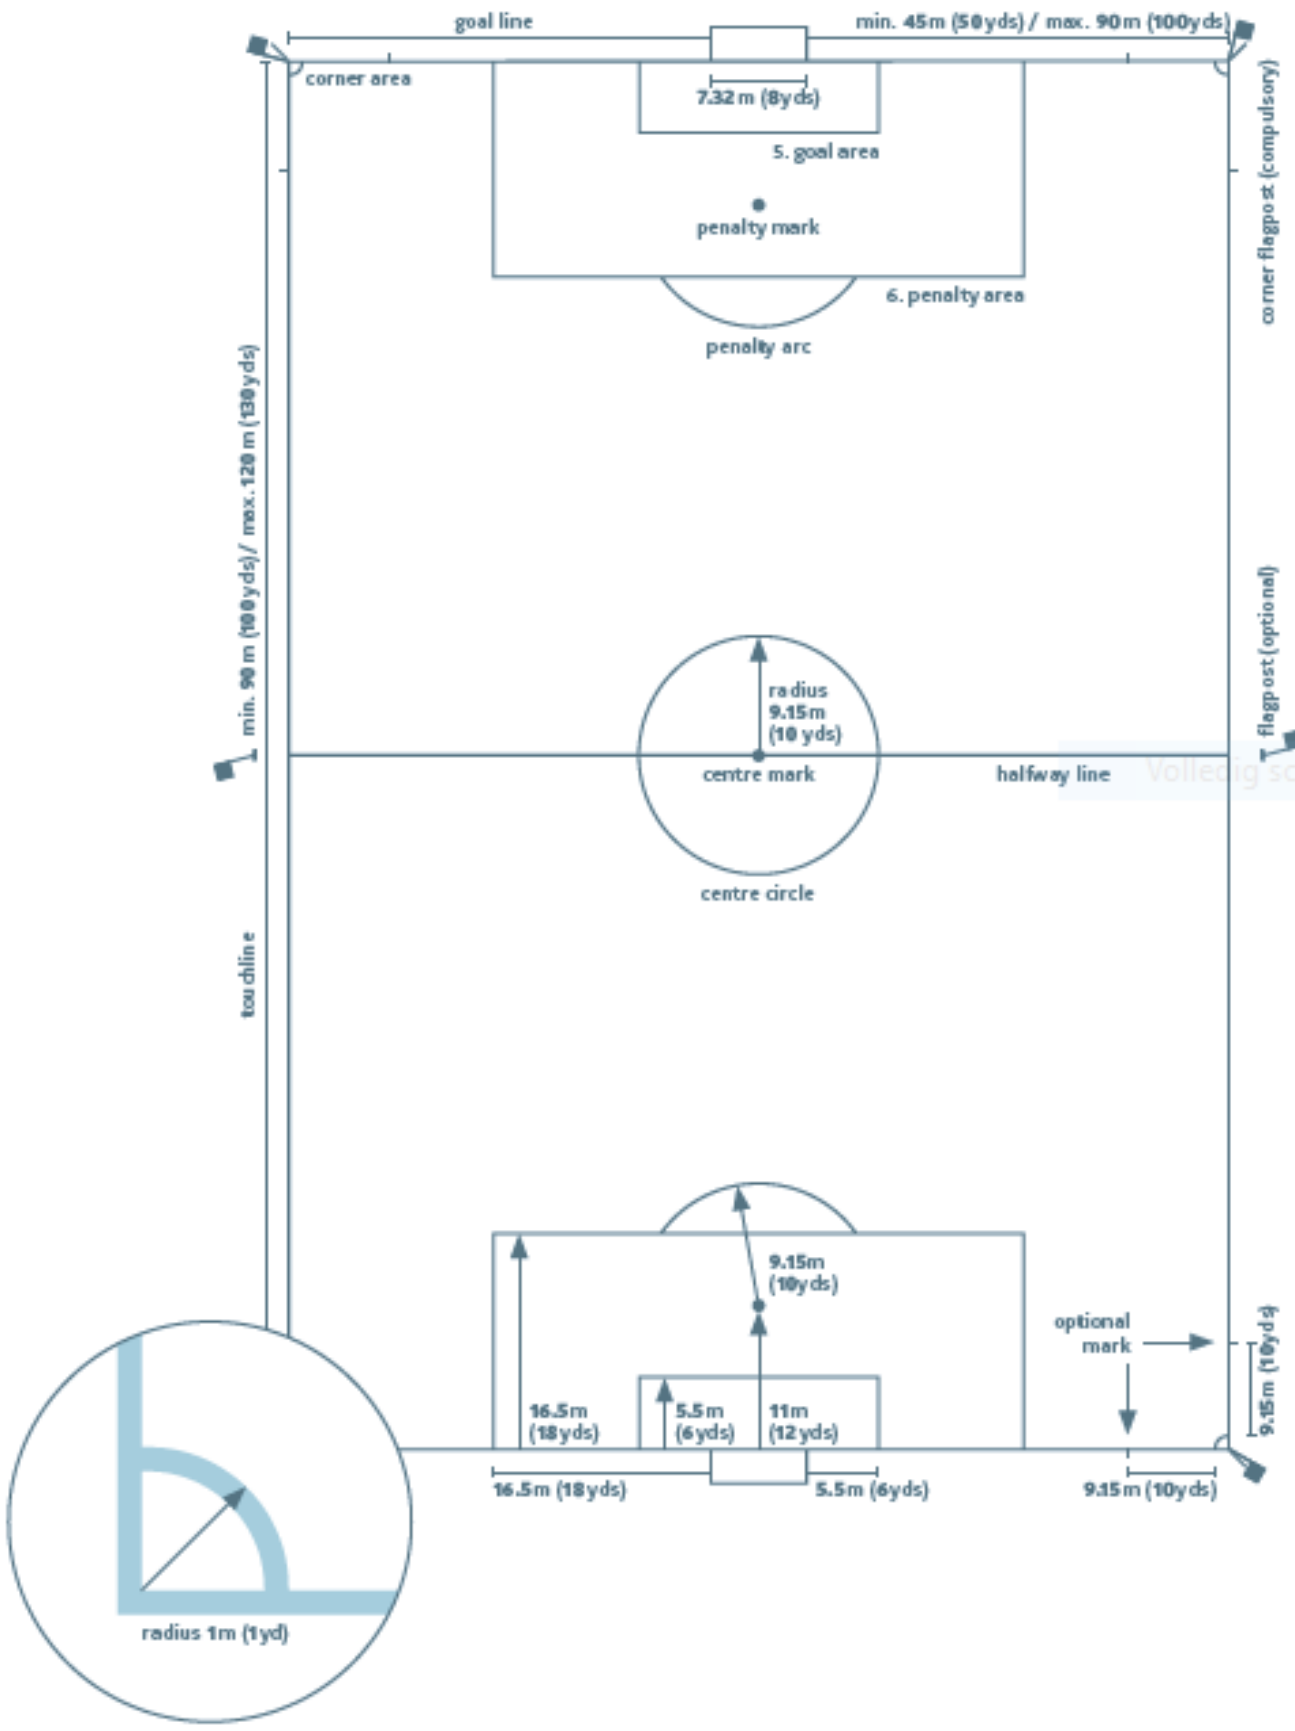 goal line
min. 45m (50yds) / max. 90m (100yds)
corner area
7.32m (8yds)
5. goal area
penalty mark
6. penalty area
penalty arc
corner flagpost (compulsory)
min. 90m (100yds)/ max. 120m (130yds)
flagpost (optional)
radius
9.15m
(10 yds)
centre mark
halfway line
Volledig
centre circle
touchline
9.15m
(10yds)
optional
mark
9.15m (10yds)
16.5m
(18yds)
5.5m
(6yds)
11m
(12yds)
16.5m (18yds)
5.5m (6yds)
9.15m (10yds)
radius 1m (1yd)